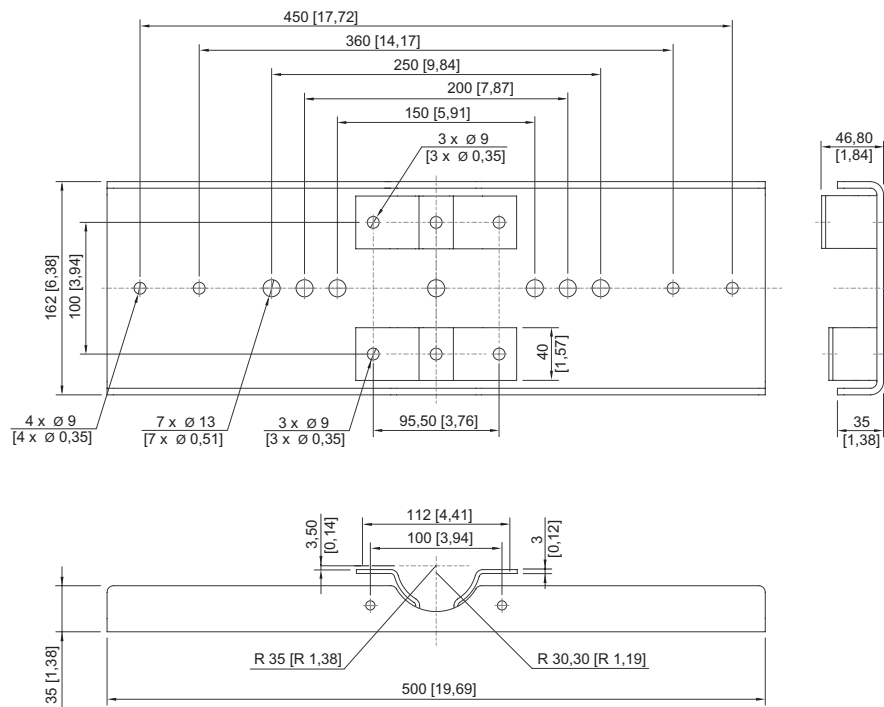 450 [17,72]
360 [14,17]
250 [9,84]
200 [7,87]
150 [5,91]
3 x Ø 9
[3 x Ø 0,35]
46,80
[1,84]
162 [6,38]
100 [3,94]
40
[1,57]
4 x Ø 9
[4 x Ø 0,35]
7 x Ø 13
[7 x Ø 0,51]
3 x Ø 9
[3 x Ø 0,35]
95,50 [3,76]
35
[1,38]
3,50
[0,14]
112 [4,41]
100 [3,94]
3
[0,12]
35 [1,38]
R 35 [R 1,38]
R 30,30 [R 1,19]
500 [19,69]